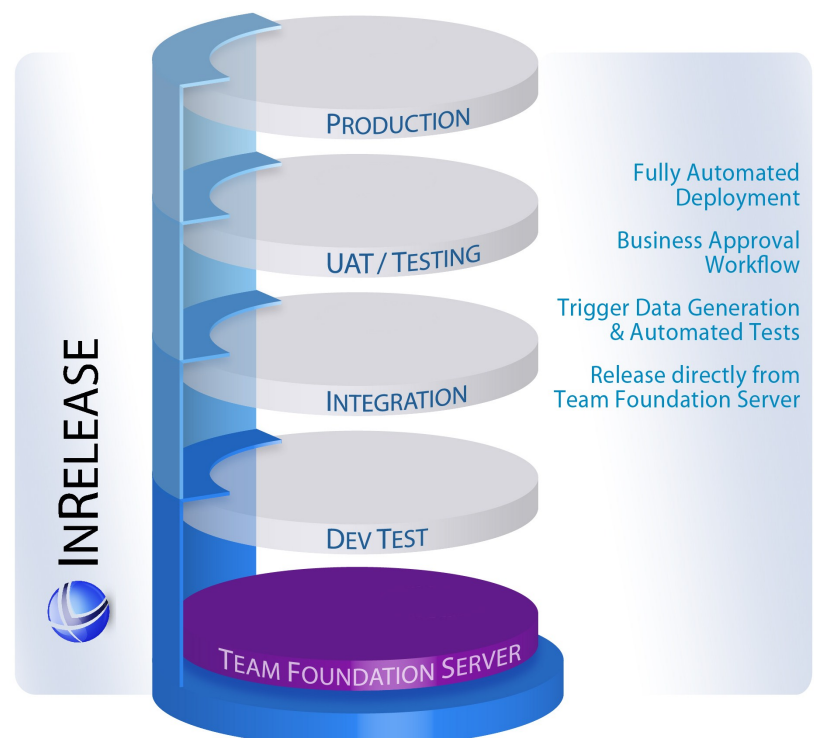 PRODUCTION
UAT / TESTING
INTEGRATION
DEV TEST
TEAM FOUNDATION SERVER
INRELEASE
Fully Automated
Deployment
Business Approval
Workflow
Trigger Data Generation
& Automated Tests
Release directly from
Team Foundation Server